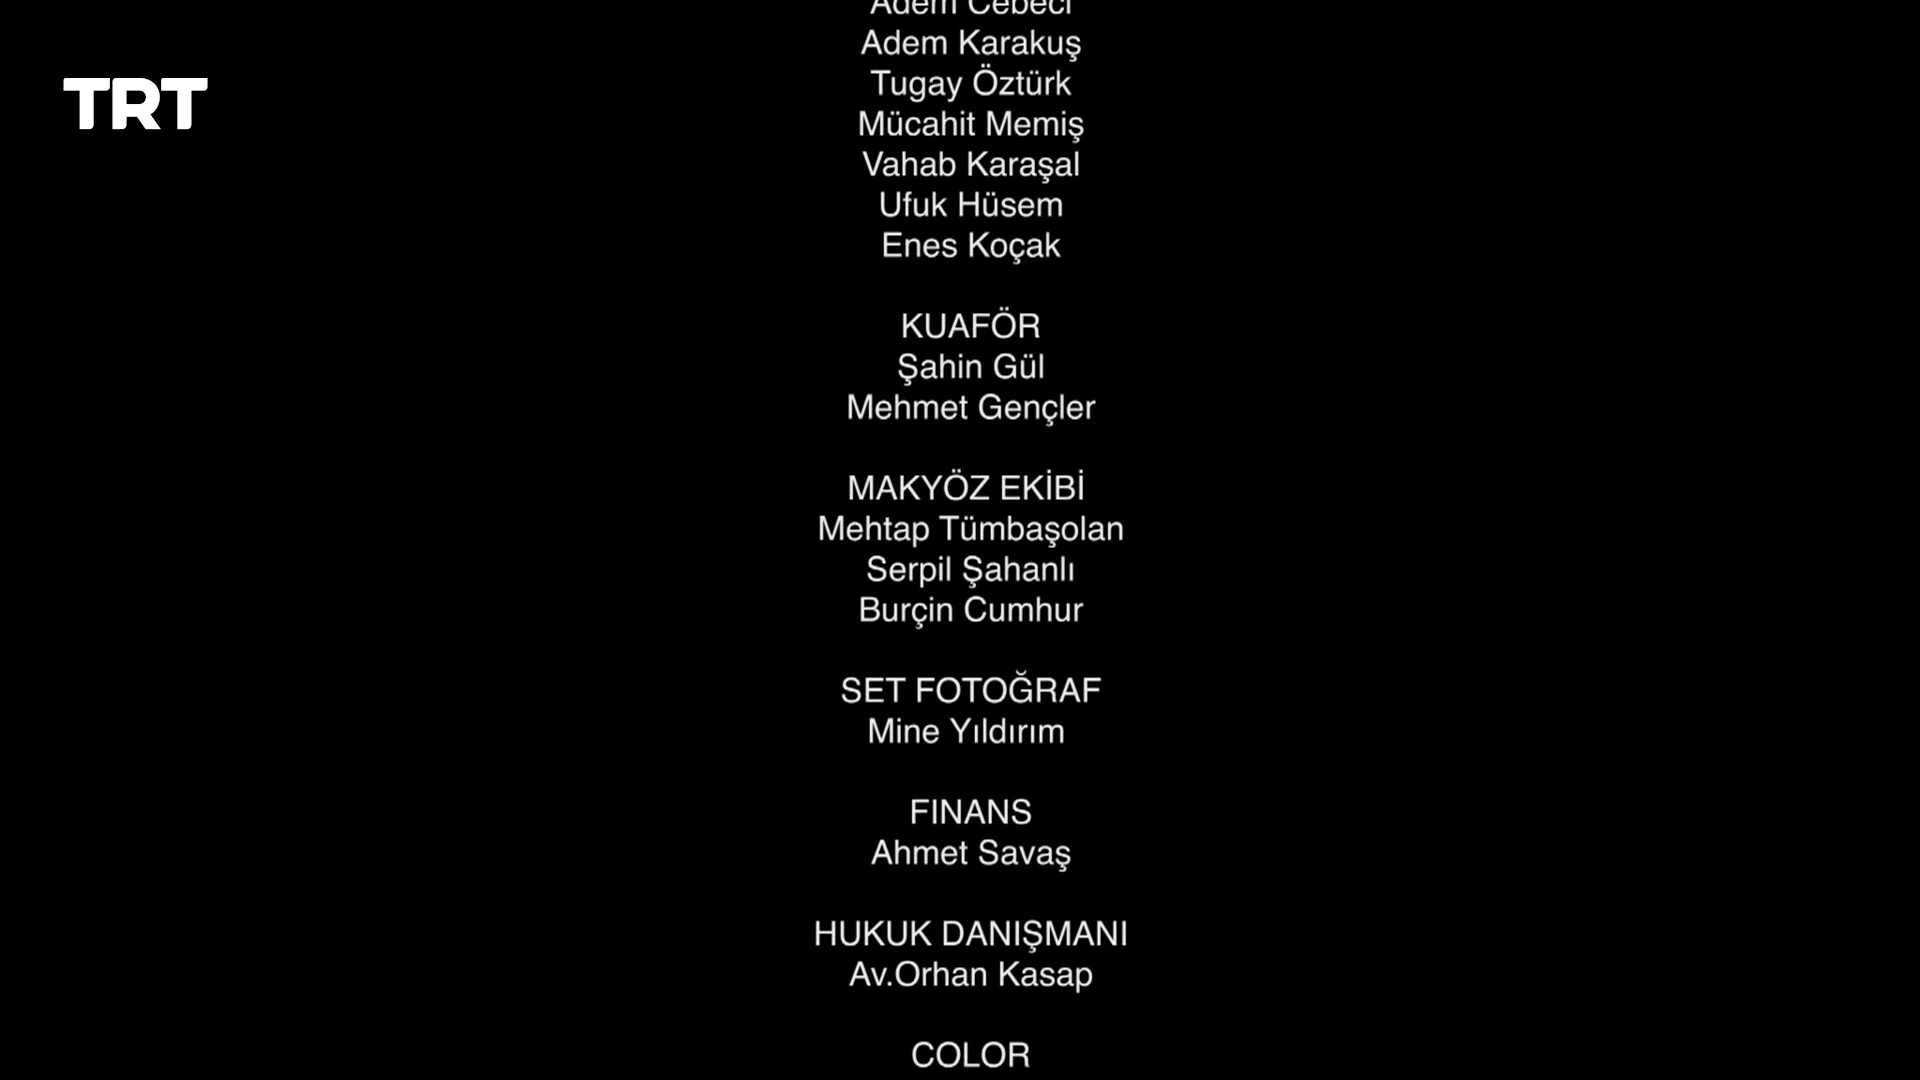 Adem Cebeci
Adem Karakuş
TRT
Tugay Öztürk
Mücahit Memiş
Vahab Karaşal
Ufuk Hüsem
Enes Koçak
KUAFÖR
Şahin Gül
Mehmet Gençler
MAKYÖZ EKİBİ
Mehtap Tümbaşolan
Serpil Şahanlı
Burçin Cumhur
SET FOTOĞRAF
Mine Yıldırım
FINANS
Ahmet Savaş
HUKUK DANIŞMANI
Av.Orhan Kasap
COLOR